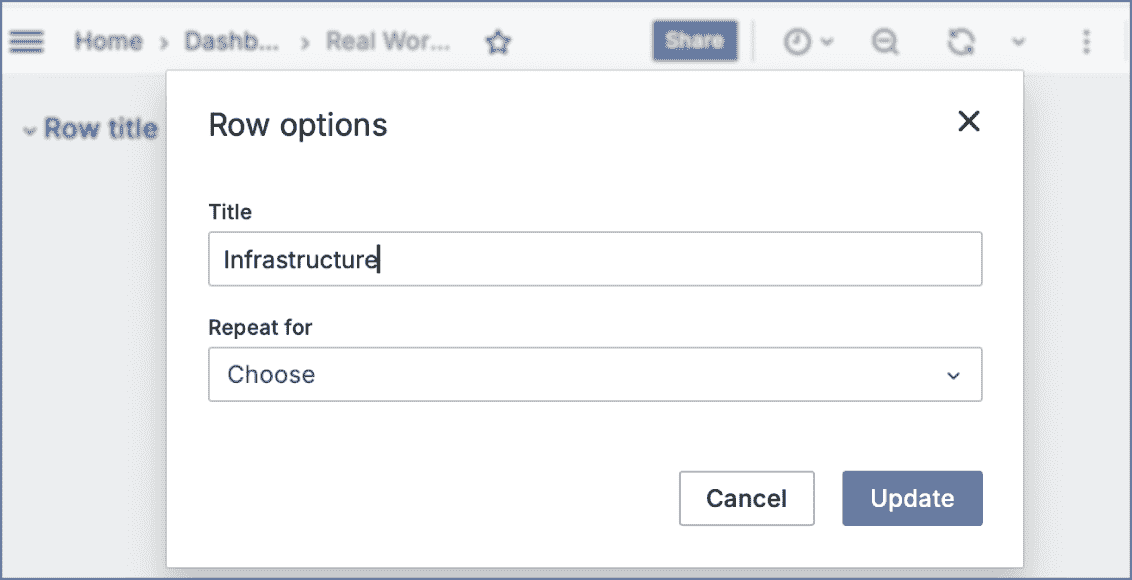 Home > Dashb... > Real Wor... Share
Row title
Row options
Title
Infrastructure
Repeat for
Choose
Cancel Update